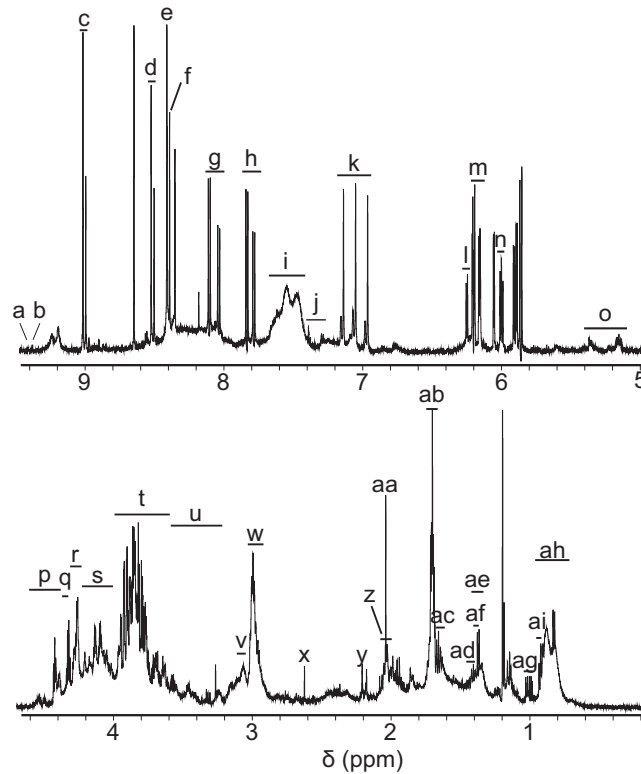 c
e
d
f
g
h
k
m
i
l
n
j
a
b
o
9
8
7
6
5
ab
t
aa
u
r
w
p
q
s
z
ae
ah
ac
af
ai
v
x
y
ad
ag
4
3
2
1
δ (ppm)